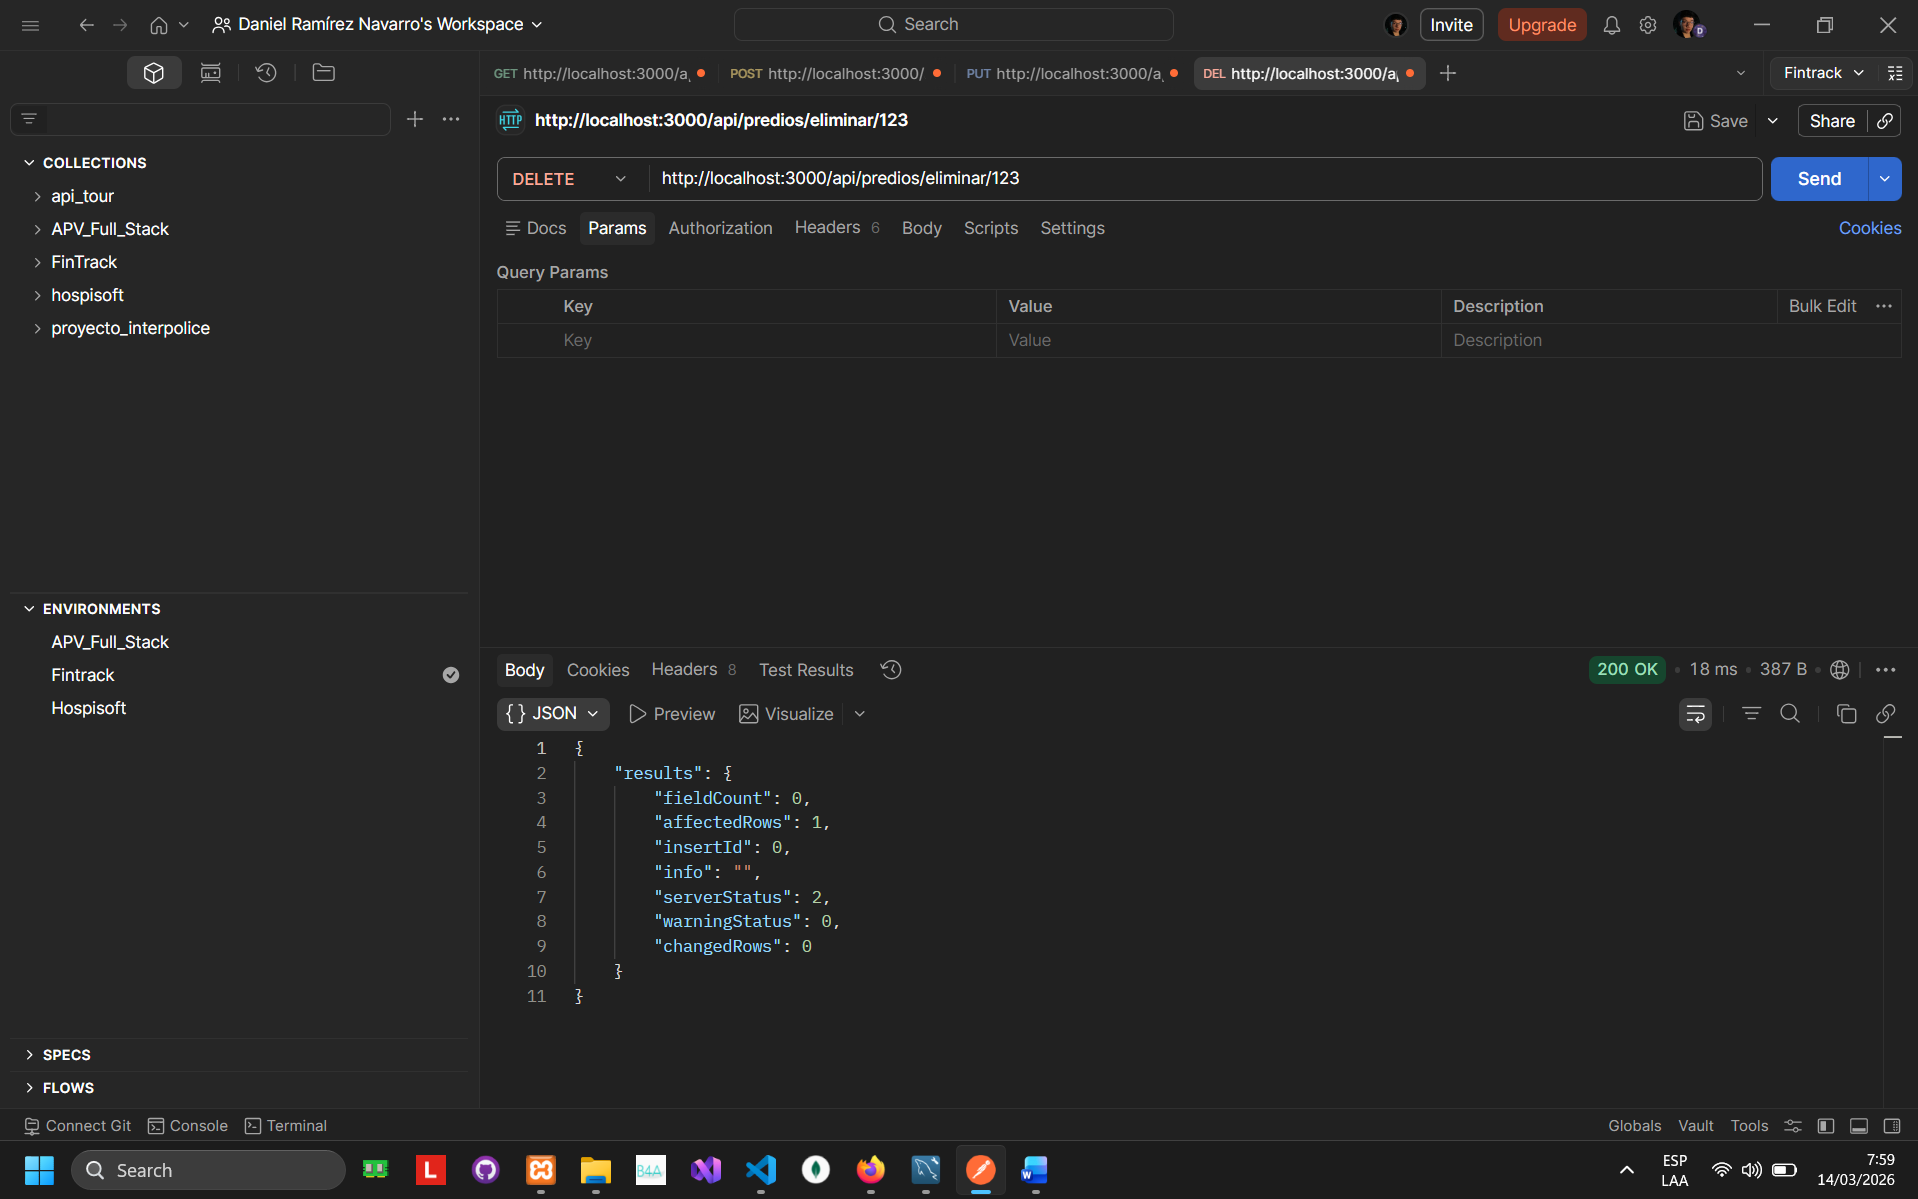 Daniel Ramírez Navarro's Workspace
Search
Invite
Upgrade
GET http://localhost:3000/a
POST http://localhost:3000/
PUT http://localhost:3000/a
DEL http://localhost:3000/a
Fintrack
HTTP http://localhost:3000/api/predios/eliminar/123
Save
Share
COLLECTIONS
api_tour
APV_Full_Stack
FinTrack
hospisoft
proyecto_interpolice
DELETE
http://localhost:3000/api/predios/eliminar/123
Send
Docs
Params
Authorization
Headers 6
Body
Scripts
Settings
Cookies
Query Params
Key
Value
Description
Bulk Edit
Key
Value
Description
ENVIRONMENTS
APV_Full_Stack
Fintrack
Hospisoft
Body
Cookies
Headers 8
Test Results
200 OK
18 ms
387 B
{} JSON
Preview
Visualize
1 {
2 "results": {
3 "fieldCount": 0,
4 "affectedRows": 1,
5 "insertId": 0,
6 "info": "",
7 "serverStatus": 2,
8 "warningStatus": 0,
9 "changedRows": 0
10 }
11 }
SPECS
FLOWS
Connect Git
Console
Terminal
Globals
Vault
Tools
Search
L
B4A
W
ESP
LAA
7:59
14/03/2026